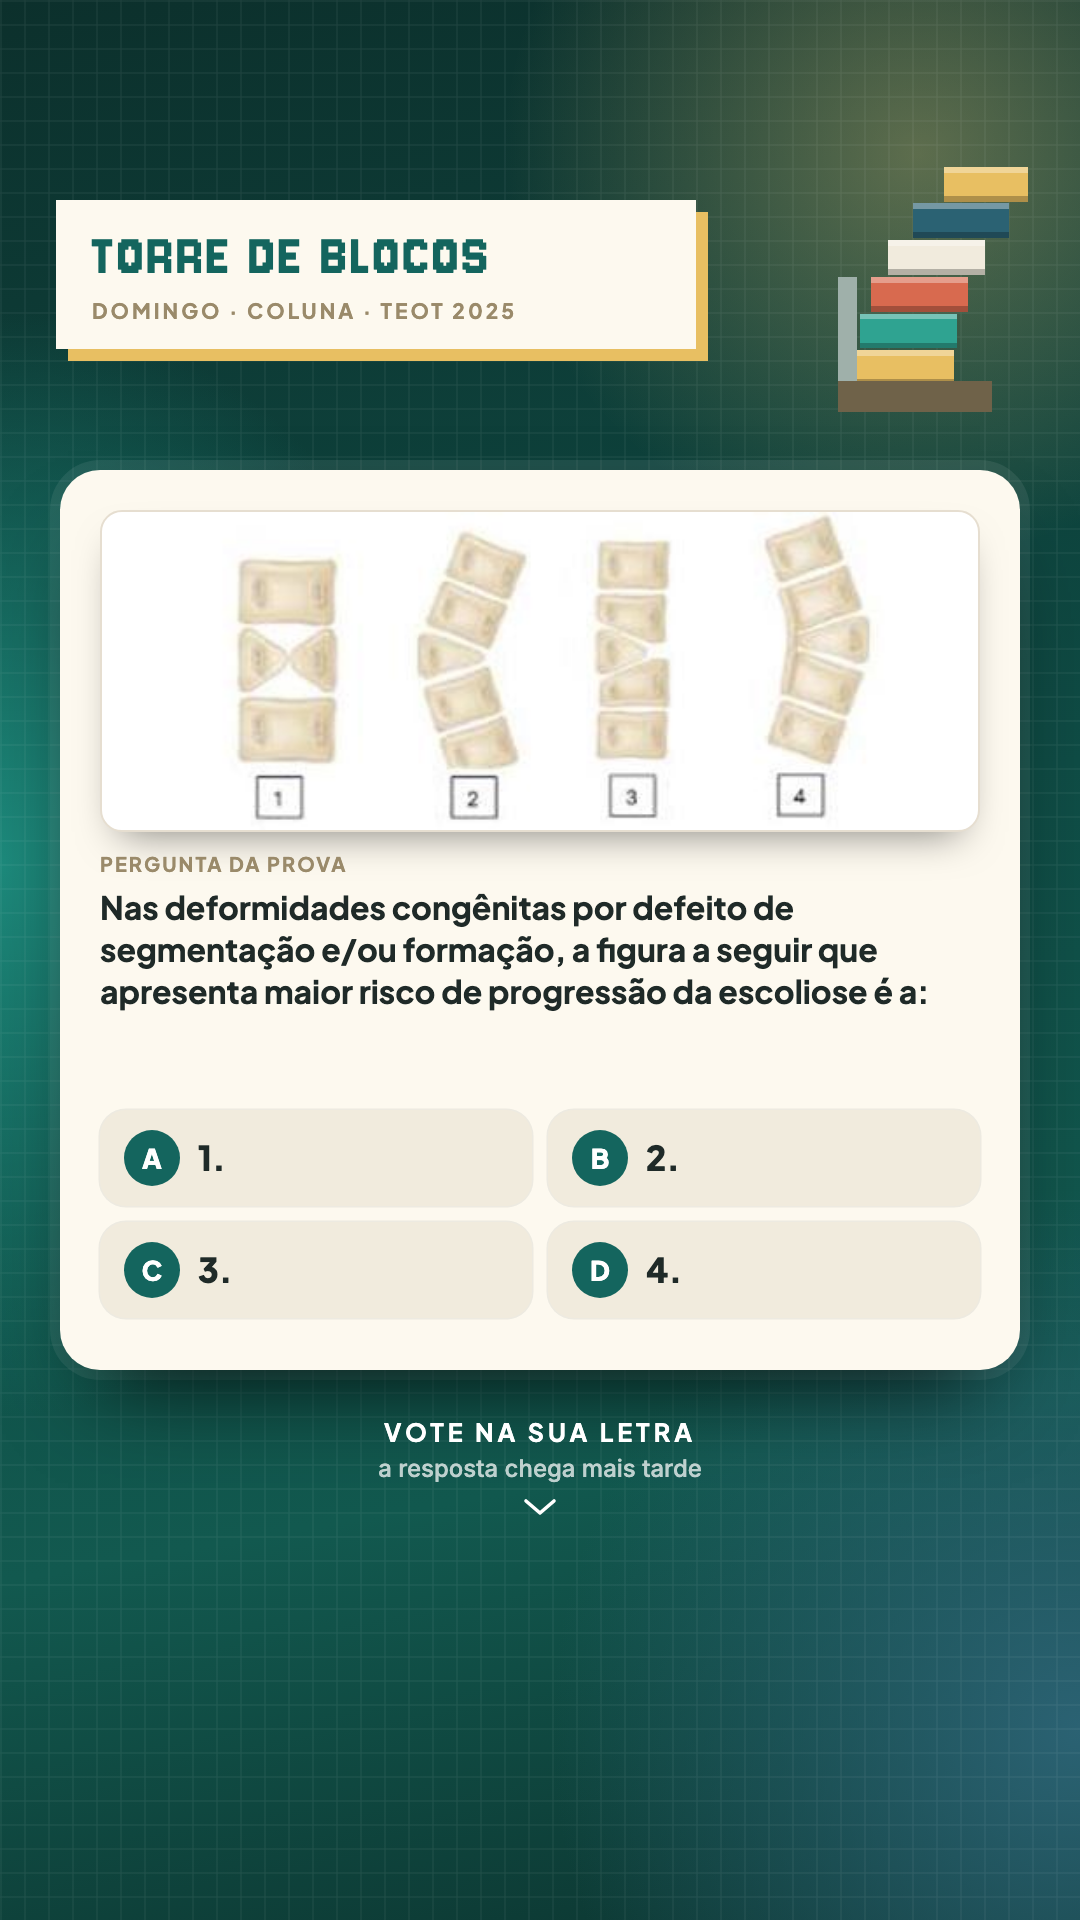 TORRE DE BLOCOS
DOMINGO · COLUNA · TEOT 2025
1 2 3 4
PERGUNTA DA PROVA
Nas deformidades congênitas por defeito de
segmentação e/ou formação, a figura a seguir que
apresenta maior risco de progressão da escoliose é a:
A 1.
B 2.
C 3.
D 4.
VOTE NA SUA LETRA
a resposta chega mais tarde